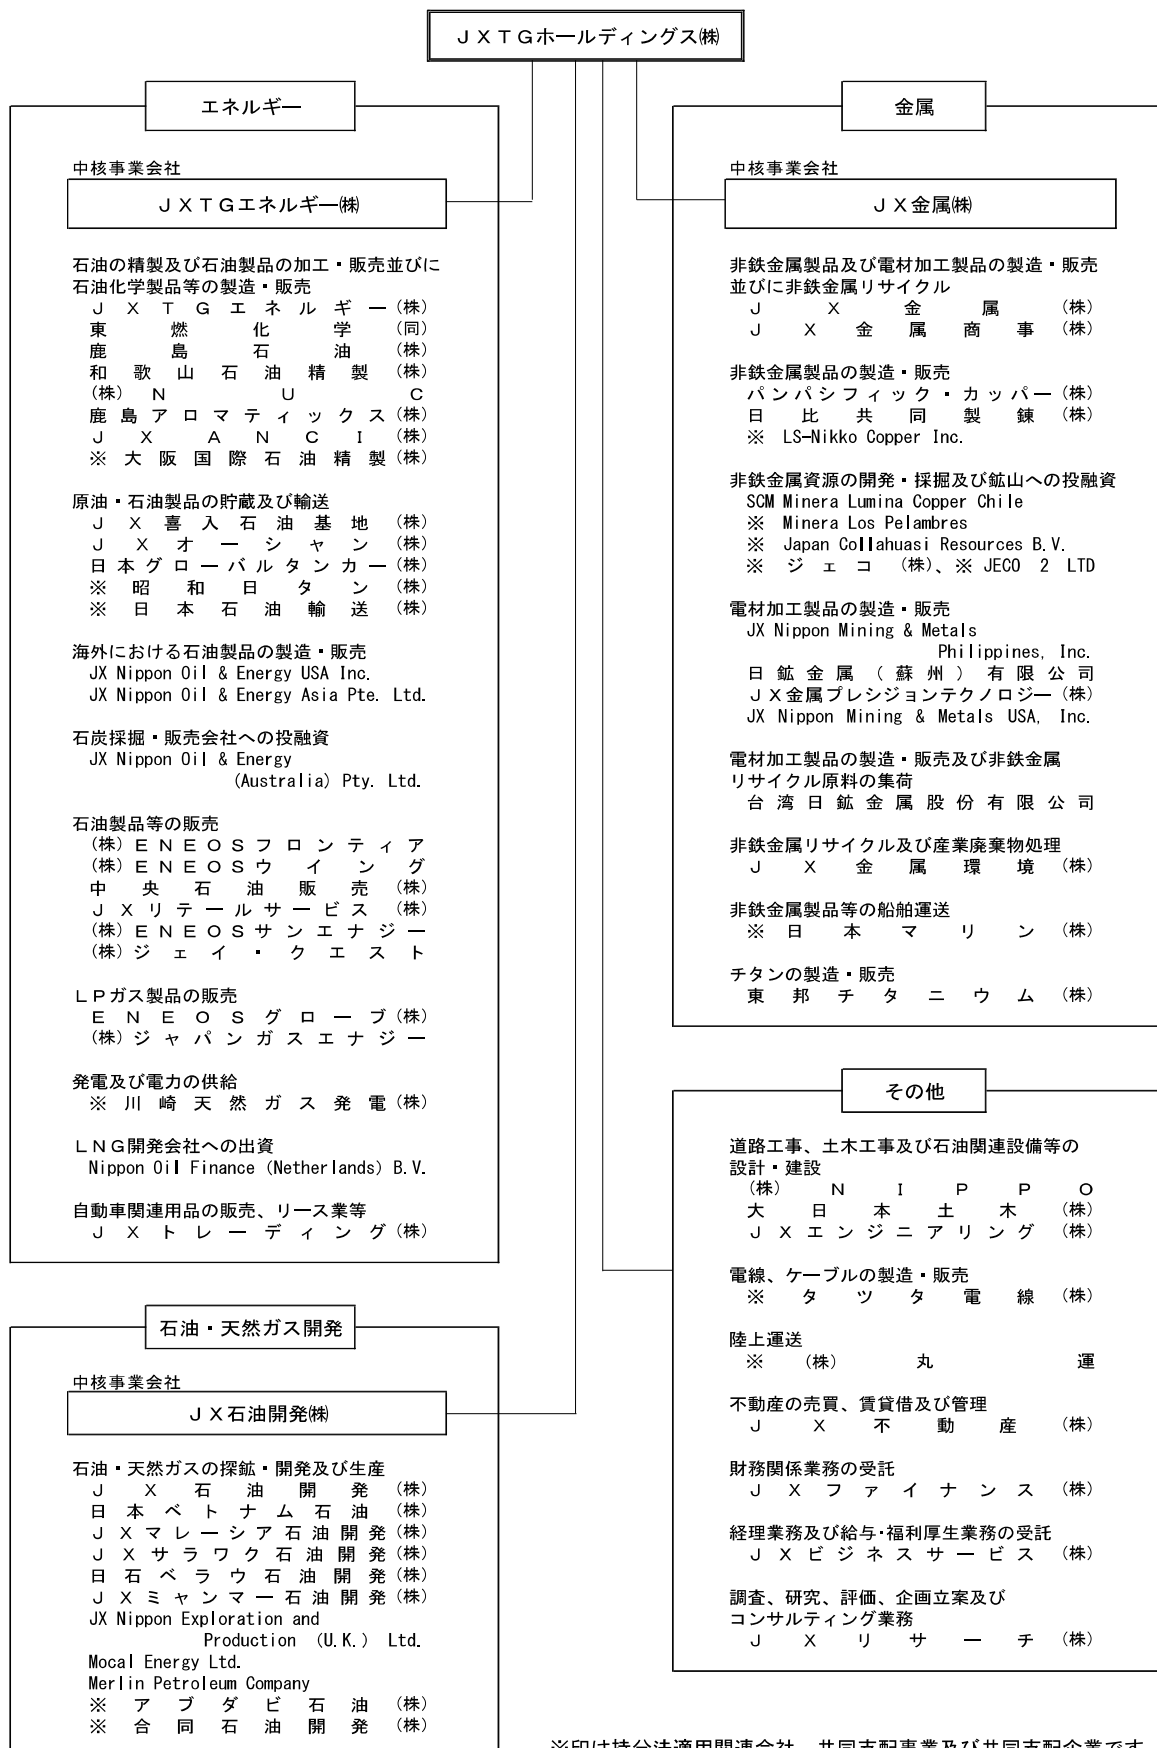 ＪＸＴＧホールディングス㈱
エネルギー
中核事業会社
ＪＸＴＧエネルギー㈱
石油の精製及び石油製品の加工・販売並びに
石油化学製品等の製造・販売
ＪＸＴＧエネルギー(株)
東燃化学(同)
鹿島石油(株)
和歌山石油精製(株)
(株)ＮＵＣ
鹿島アロマティックス(株)
ＪＸＡＮＣＩ(株)
※大阪国際石油精製(株)
原油・石油製品の貯蔵及び輸送
ＪＸ喜入石油基地(株)
ＪＸオーシャン(株)
日本グローバルタンカー(株)
※昭和日タン(株)
※日本石油輸送(株)
海外における石油製品の製造・販売
JX Nippon Oil & Energy USA Inc.
JX Nippon Oil & Energy Asia Pte. Ltd.
石炭採掘・販売会社への投融資
JX Nippon Oil & Energy
(Australia) Pty. Ltd.
石油製品等の販売
(株)ＥＮＥＯＳフロンティア
(株)ＥＮＥＯＳウイング
中央石油販売(株)
ＪＸリテールサービス(株)
(株)ＥＮＥＯＳサンエナジー
(株)ジェイ・クエスト
ＬＰガス製品の販売
ＥＮＥＯＳグローブ(株)
(株)ジャパンガスエナジー
発電及び電力の供給
※川崎天然ガス発電(株)
ＬＮＧ開発会社への出資
Nippon Oil Finance (Netherlands) B.V.
自動車関連用品の販売、リース業等
ＪＸトレーディング(株)
石油・天然ガス開発
中核事業会社
ＪＸ石油開発㈱
石油・天然ガスの探鉱・開発及び生産
ＪＸ石油開発(株)
日本ベトナム石油(株)
ＪＸマレーシア石油開発(株)
ＪＸサラワク石油開発(株)
日石ベラウ石油開発(株)
ＪＸミャンマー石油開発(株)
JX Nippon Exploration and
Production (U.K.) Ltd.
Mocal Energy Ltd.
Merlin Petroleum Company
※アブダビ石油(株)
※合同石油開発(株)
金属
中核事業会社
ＪＸ金属㈱
非鉄金属製品及び電材加工製品の製造・販売
並びに非鉄金属リサイクル
ＪＸ金属(株)
ＪＸ金属商事(株)
非鉄金属製品の製造・販売
パンパシフィック・カッパー(株)
日比共同製錬(株)
※ LS-Nikko Copper Inc.
非鉄金属資源の開発・採掘及び鉱山への投融資
SCM Minera Lumina Copper Chile
※ Minera Los Pelambres
※ Japan Collahuasi Resources B.V.
※ ジェコ (株)、※ JECO 2 LTD
電材加工製品の製造・販売
JX Nippon Mining & Metals
Philippines, Inc.
日鉱金属（蘇州）有限公司
ＪＸ金属プレシジョンテクノロジー(株)
JX Nippon Mining & Metals USA, Inc.
電材加工製品の製造・販売及び非鉄金属
リサイクル原料の集荷
台湾日鉱金属股份有限公司
非鉄金属リサイクル及び産業廃棄物処理
ＪＸ金属環境(株)
非鉄金属製品等の船舶運送
※日本マリン(株)
チタンの製造・販売
東邦チタニウム(株)
その他
道路工事、土木工事及び石油関連設備等の
設計・建設
(株)ＮＩＰＰＯ
大日本土木(株)
ＪＸエンジニアリング(株)
電線、ケーブルの製造・販売
※タツタ電線(株)
陸上運送
※(株)丸運
不動産の売買、賃貸借及び管理
ＪＸ不動産(株)
財務関係業務の受託
ＪＸファイナンス(株)
経理業務及び給与・福利厚生業務の受託
ＪＸビジネスサービス(株)
調査、研究、評価、企画立案及び
コンサルティング業務
ＪＸリサーチ(株)
※印は持分法適用関連会社、共同支配事業及び共同支配企業です